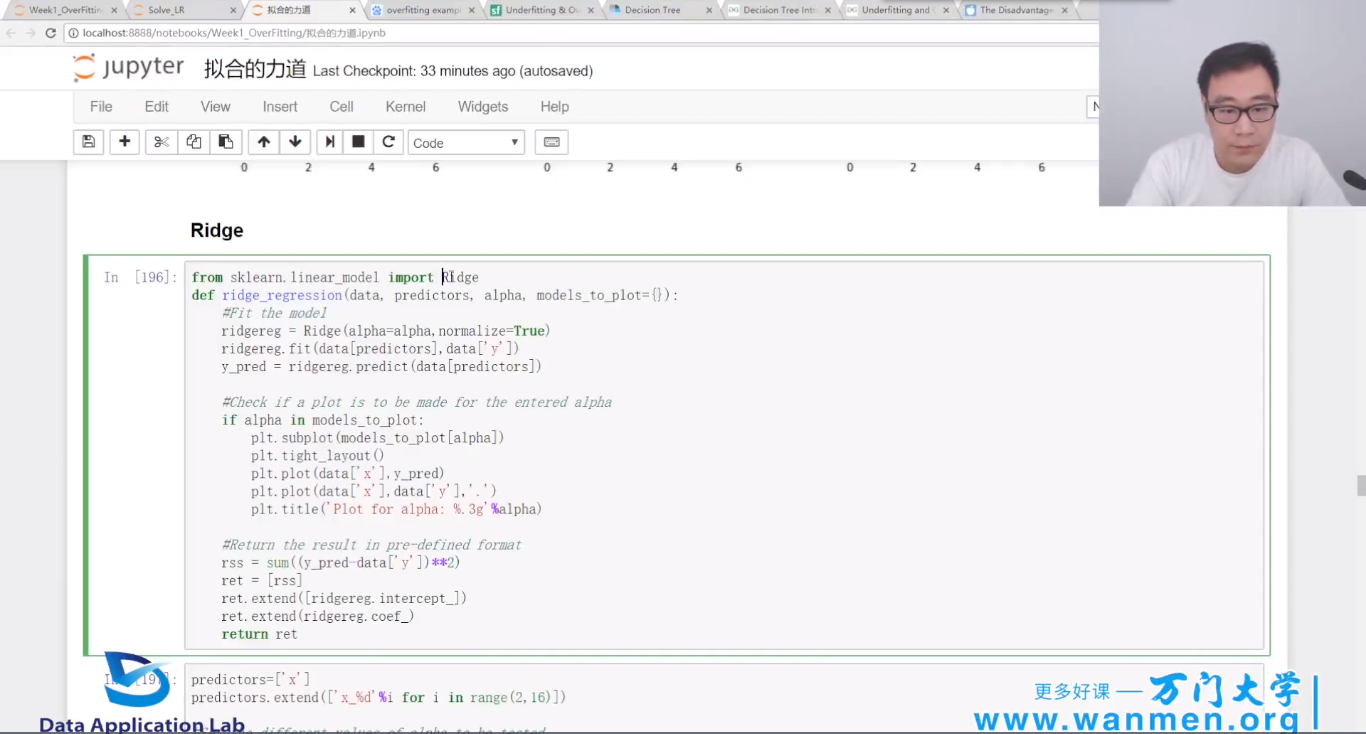 Week1_OverFittin
Solve_LR
拟合的力道
overfitting examp
Underfitting & Ov
Decision Tree
Decision Tree Intr
Underfitting and
The Disadvantage
localhost:8888/notebooks/Week1_OverFitting/拟合的力道.ipynb
jupyter 拟合的力道 Last Checkpoint: 33 minutes ago (autosaved)
File Edit View Insert Cell Kernel Widgets Help
Code
0 2 4 6 0 2 4 6 0 2 4 6
Ridge
In [196]:
from sklearn.linear_model import Ridge
def ridge_regression(data, predictors, alpha, models_to_plot={}):
#Fit the model
ridgereg = Ridge(alpha=alpha,normalize=True)
ridgereg.fit(data[predictors],data['y'])
y_pred = ridgereg.predict(data[predictors])
#Check if a plot is to be made for the entered alpha
if alpha in models_to_plot:
plt.subplot(models_to_plot[alpha])
plt.tight_layout()
plt.plot(data['x'],y_pred)
plt.plot(data['x'],data['y'],'.')
plt.title('Plot for alpha: %.3g'%alpha)
#Return the result in pre-defined format
rss = sum((y_pred-data['y'])**2)
ret = [rss]
ret.extend([ridgereg.intercept_])
ret.extend(ridgereg.coef_)
return ret
predictors=['x']
predictors.extend(['x_%d'%i for i in range(2,16)])
Data Application Lab
更多好课 — 万门大学
www.wanmen.org